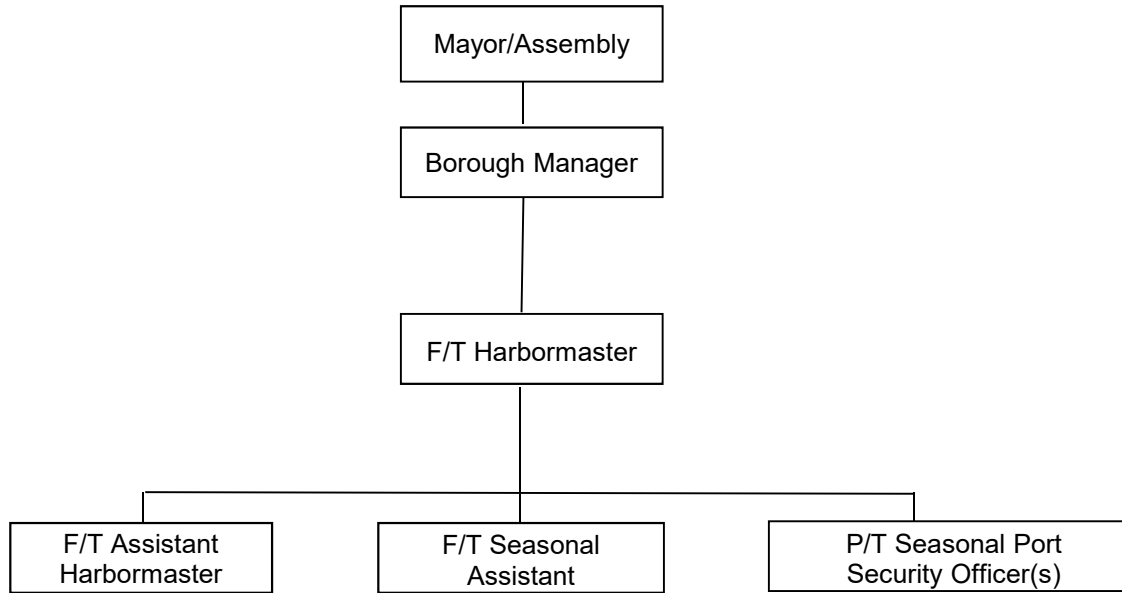 Mayor/Assembly
Borough Manager
F/T Harbormaster
F/T Assistant
Harbormaster
F/T Seasonal
Assistant
P/T Seasonal Port
Security Officer(s)